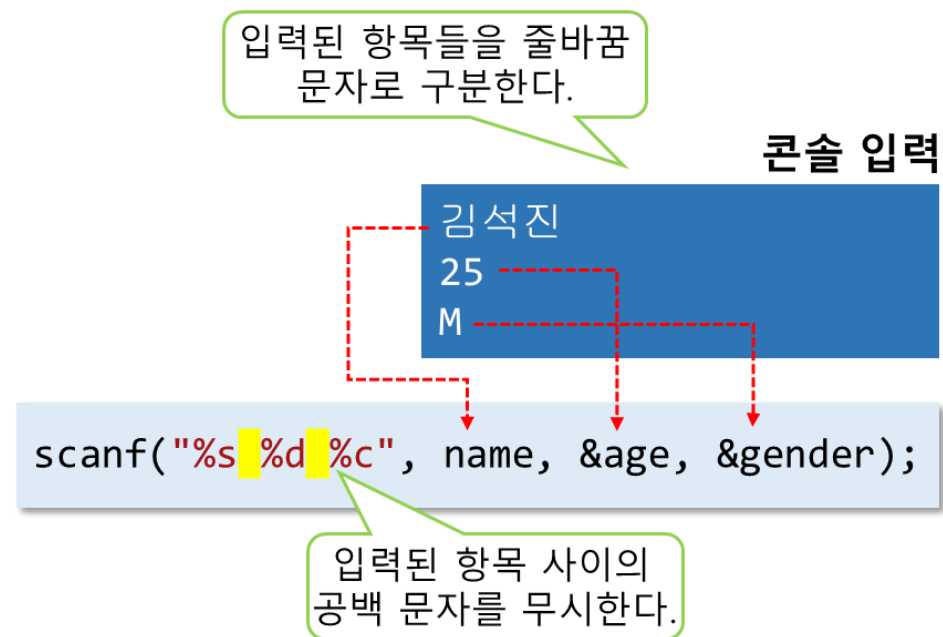 입력된 항목들을 줄바꿈
문자로 구분한다.
콘솔 입력
김석진
25
M
scanf("%s %d %c", name, &age, &gender);
입력된 항목 사이의
공백 문자를 무시한다.